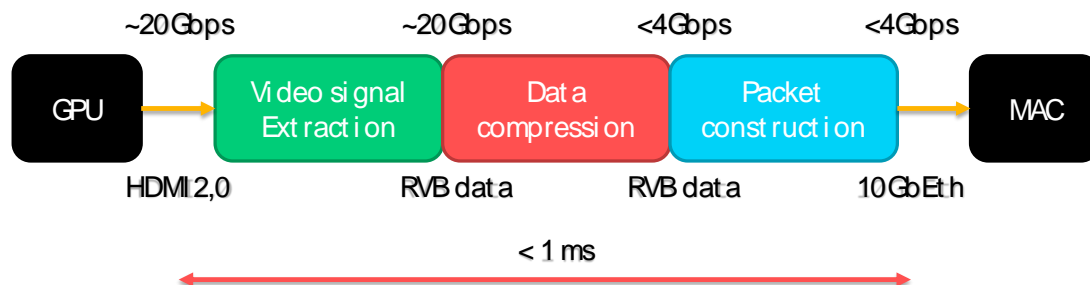 ~20Gbps ~20Gbps <4Gbps <4Gbps
GPU
Video signal
Extraction
Data
compression
Packet
construction
MAC
HDMI2,0 RVB data RVB data 10GbEth
< 1 ms